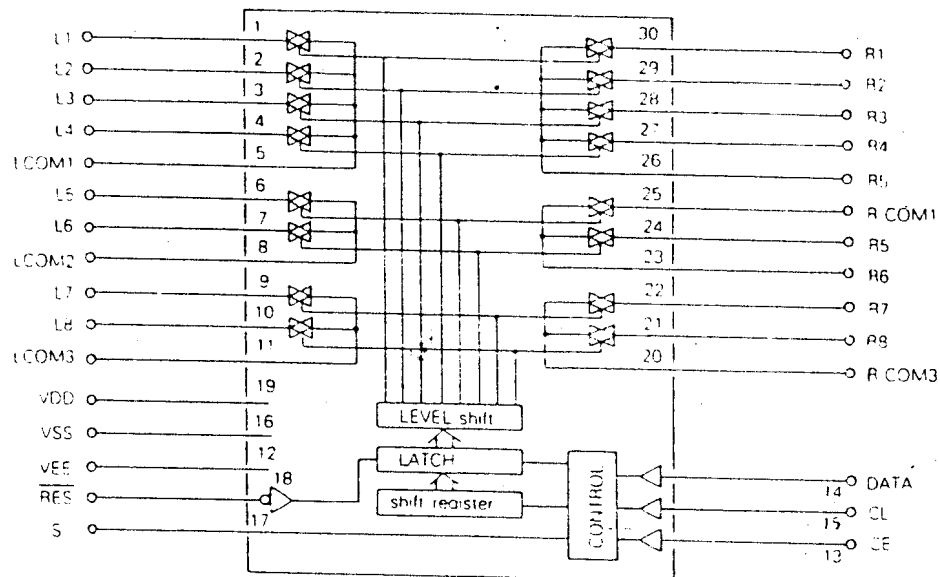 L1 1 30 R1
L2 2 29 R2
L3 3 28 R3
L4 4 27 R4
LCOM1 5 26 R5
L5 6 25 R COM1
L6 7 24 R5
LCOM2 8 23 R6
L7 9 22 R7
L8 10 21 R8
LCOM3 11 20 R COM3
VDD 19
VSS 16 LEVEL shift
VEE 12 LATCH
RES 18 shift register CONTROL 14 DATA
S 17 15 CL
13 CE